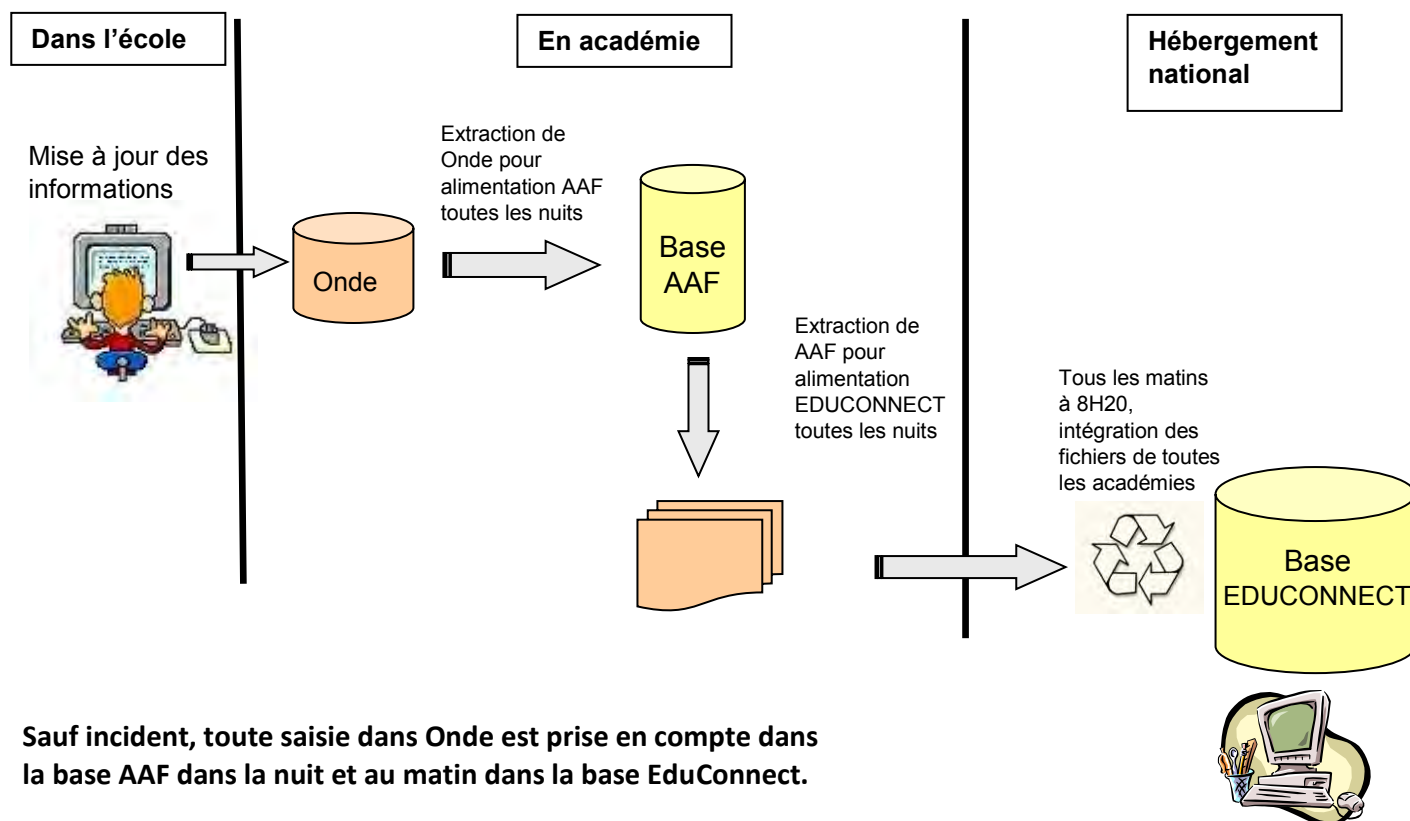 Dans l'école
En académie
Hébergement
national
Mise à jour des
informations
Extraction de
Onde pour
alimentation AAF
toutes les nuits
Onde
Base
AAF
Extraction de
AAF pour
alimentation
EDUCONNECT
toutes les nuits
Tous les matins
à 8H20,
intégration des
fichiers de toutes
les académies
Base
EDUCONNECT
Sauf incident, toute saisie dans Onde est prise en compte dans
la base AAF dans la nuit et au matin dans la base EduConnect.